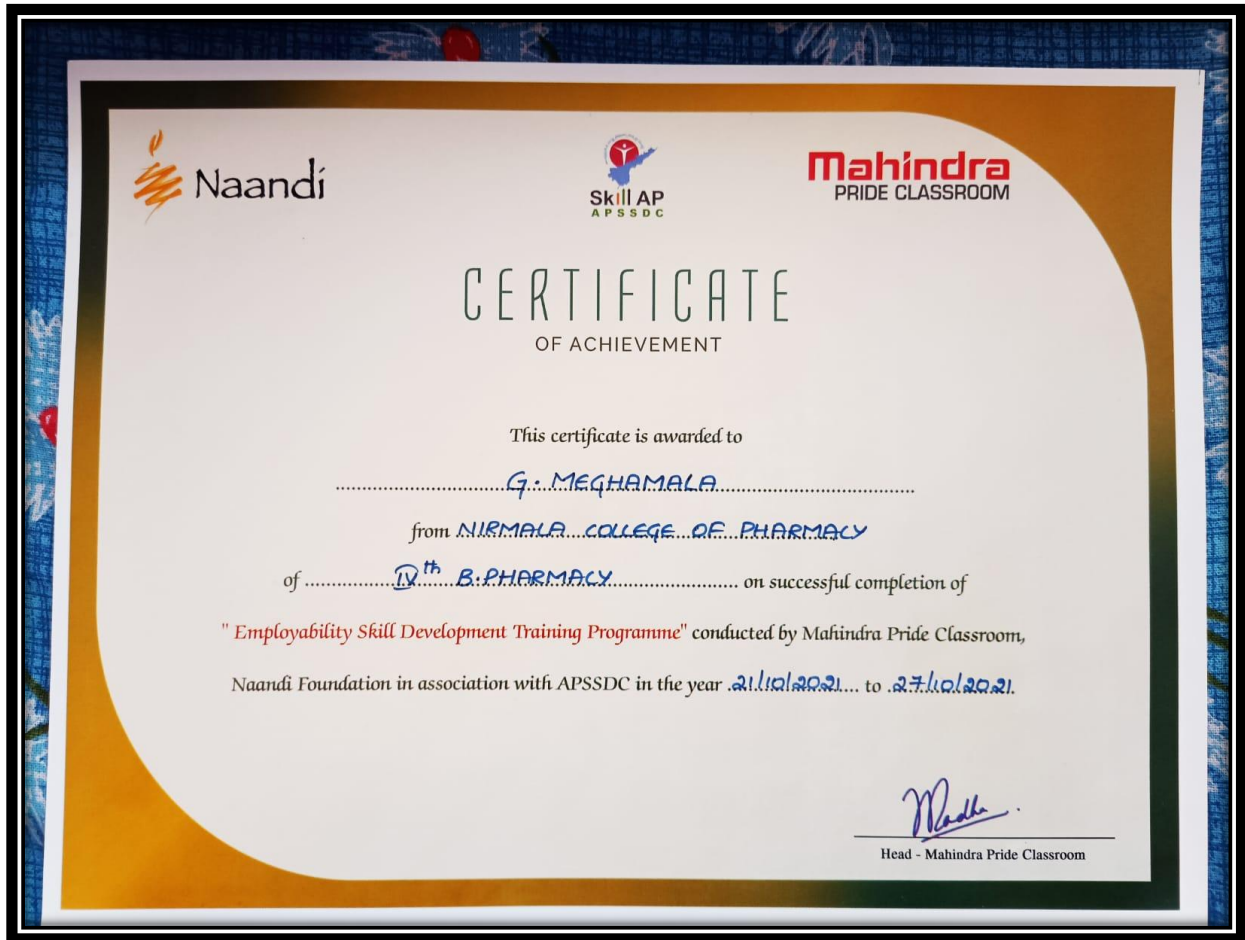 Naandi
Skill AP
APSSDC
Mahindra
PRIDE CLASSROOM
CERTIFICATE
OF ACHIEVEMENT
This certificate is awarded to
G. MEGHAMALA
from NIRMALA COLLEGE OF PHARMACY
of IVth B.PHARMACY on successful completion of
" Employability Skill Development Training Programme" conducted by Mahindra Pride Classroom,
Naandi Foundation in association with APSSDC in the year 21/10/2021 to 27/10/2021.
Madhu.
Head - Mahindra Pride Classroom